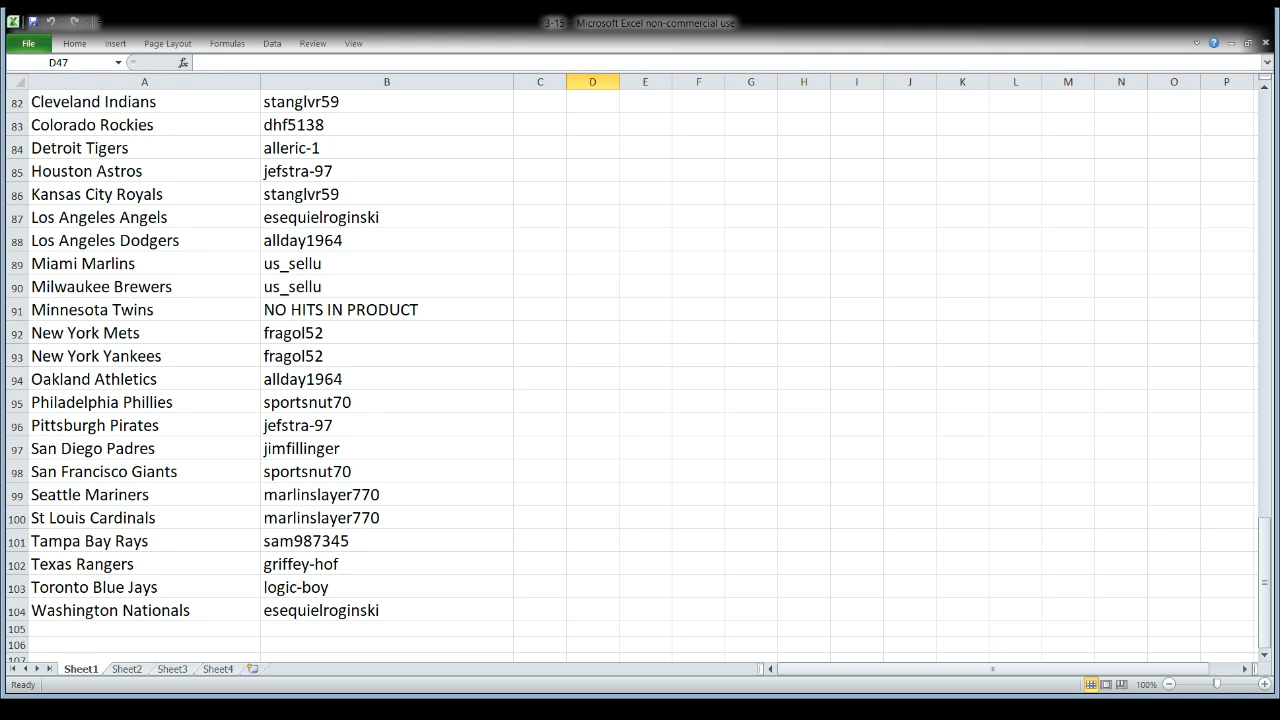 3-15 - Microsoft Excel non-commercial use
File Home Insert Page Layout Formulas Data Review View
D47 fx
A B C D E F G H I J K L M N O P
82 Cleveland Indians stanglvr59
83 Colorado Rockies dhf5138
84 Detroit Tigers alleric-1
85 Houston Astros jefstra-97
86 Kansas City Royals stanglvr59
87 Los Angeles Angels esequielroginski
88 Los Angeles Dodgers allday1964
89 Miami Marlins us_sellu
90 Milwaukee Brewers us_sellu
91 Minnesota Twins NO HITS IN PRODUCT
92 New York Mets fragol52
93 New York Yankees fragol52
94 Oakland Athletics allday1964
95 Philadelphia Phillies sportsnut70
96 Pittsburgh Pirates jefstra-97
97 San Diego Padres jimfillinger
98 San Francisco Giants sportsnut70
99 Seattle Mariners marlinslayer770
100 St Louis Cardinals marlinslayer770
101 Tampa Bay Rays sam987345
102 Texas Rangers griffey-hof
103 Toronto Blue Jays logic-boy
104 Washington Nationals esequielroginski
105
106
107
Sheet1 Sheet2 Sheet3 Sheet4
Ready 100%